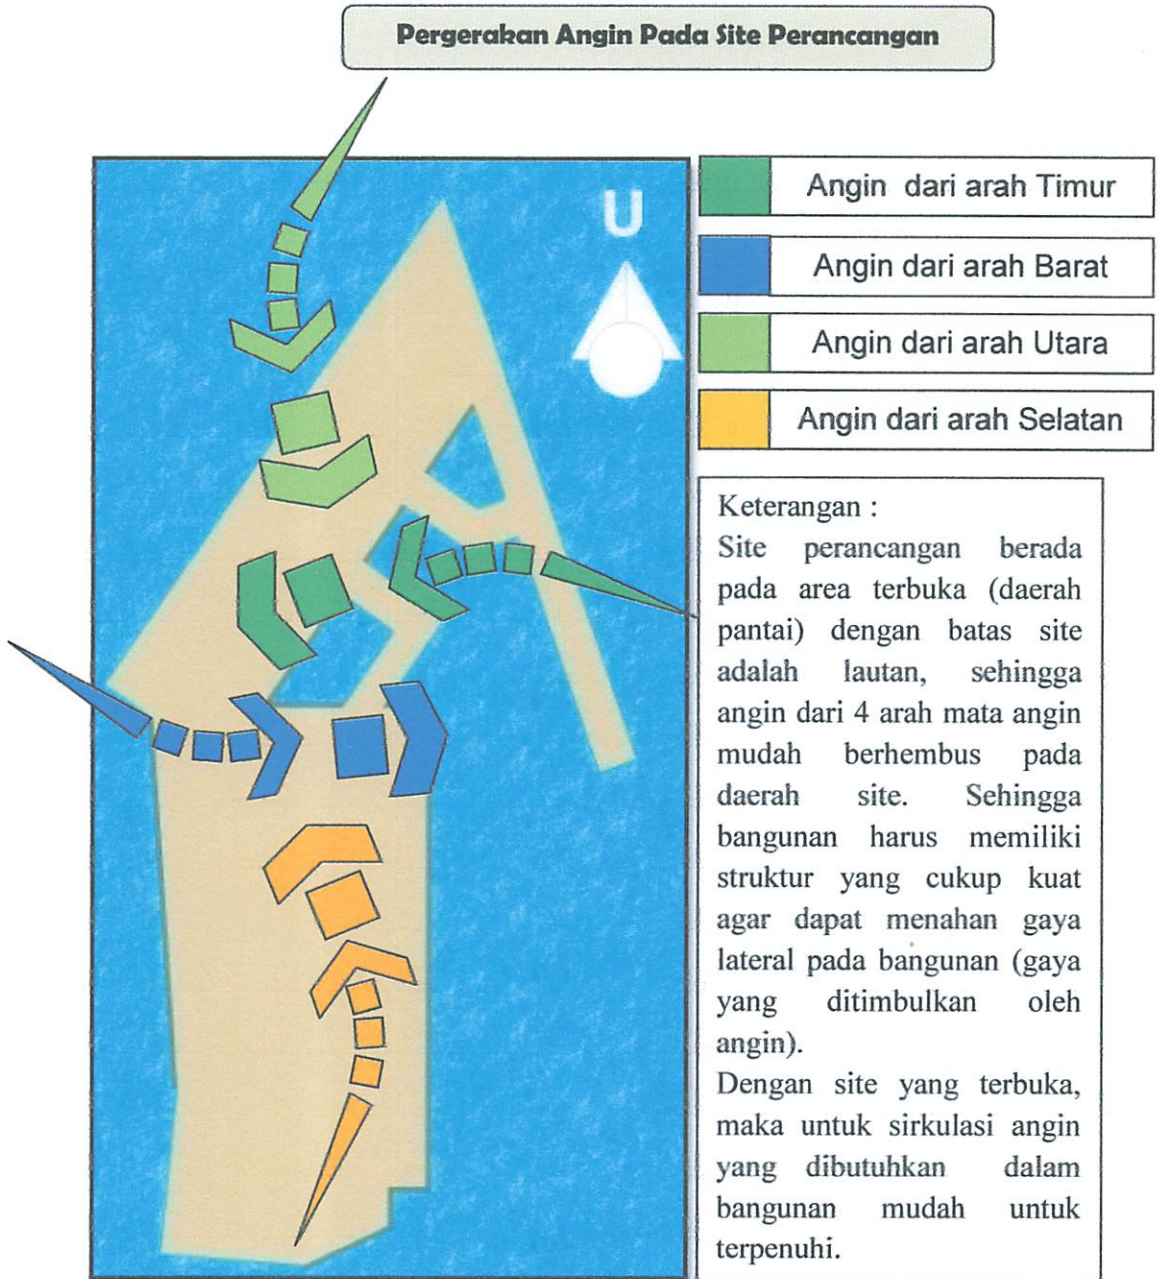 Pergerakan Angin Pada Site Perancangan
U
Angin dari arah Timur
Angin dari arah Barat
Angin dari arah Utara
Angin dari arah Selatan
Keterangan :
Site perancangan berada
pada area terbuka (daerah
pantai) dengan batas site
adalah lautan, sehingga
angin dari 4 arah mata angin
mudah berhembus pada
daerah site. Sehingga
bangunan harus memiliki
struktur yang cukup kuat
agar dapat menahan gaya
lateral pada bangunan (gaya
yang ditimbulkan oleh
angin).
Dengan site yang terbuka,
maka untuk sirkulasi angin
yang dibutuhkan dalam
bangunan mudah untuk
terpenuhi.